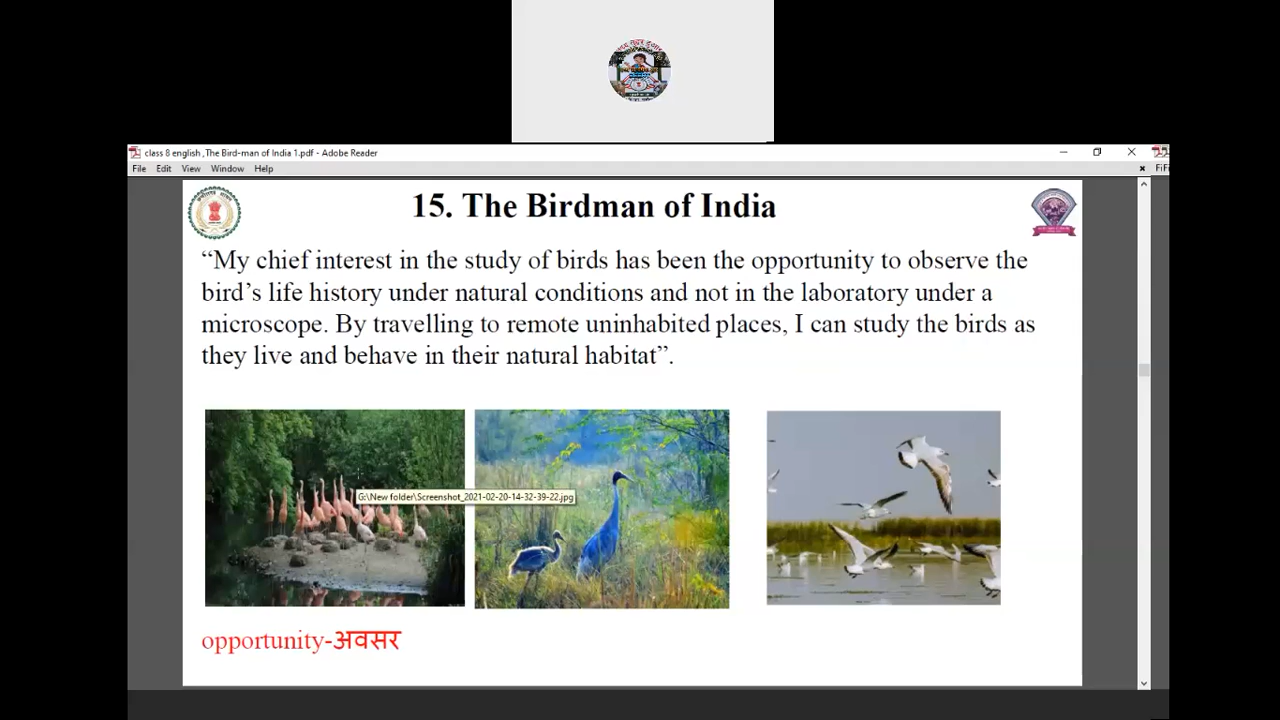 class 8 english ,The Bird-man of India 1.pdf - Adobe Reader
File Edit View Window Help
FiFi
15. The Birdman of India
“My chief interest in the study of birds has been the opportunity to observe the
bird’s life history under natural conditions and not in the laboratory under a
microscope. By travelling to remote uninhabited places, I can study the birds as
they live and behave in their natural habitat”.
G:\New folder\Screenshot_2021-02-20-14-32-39-22.jpg
opportunity-अवसर